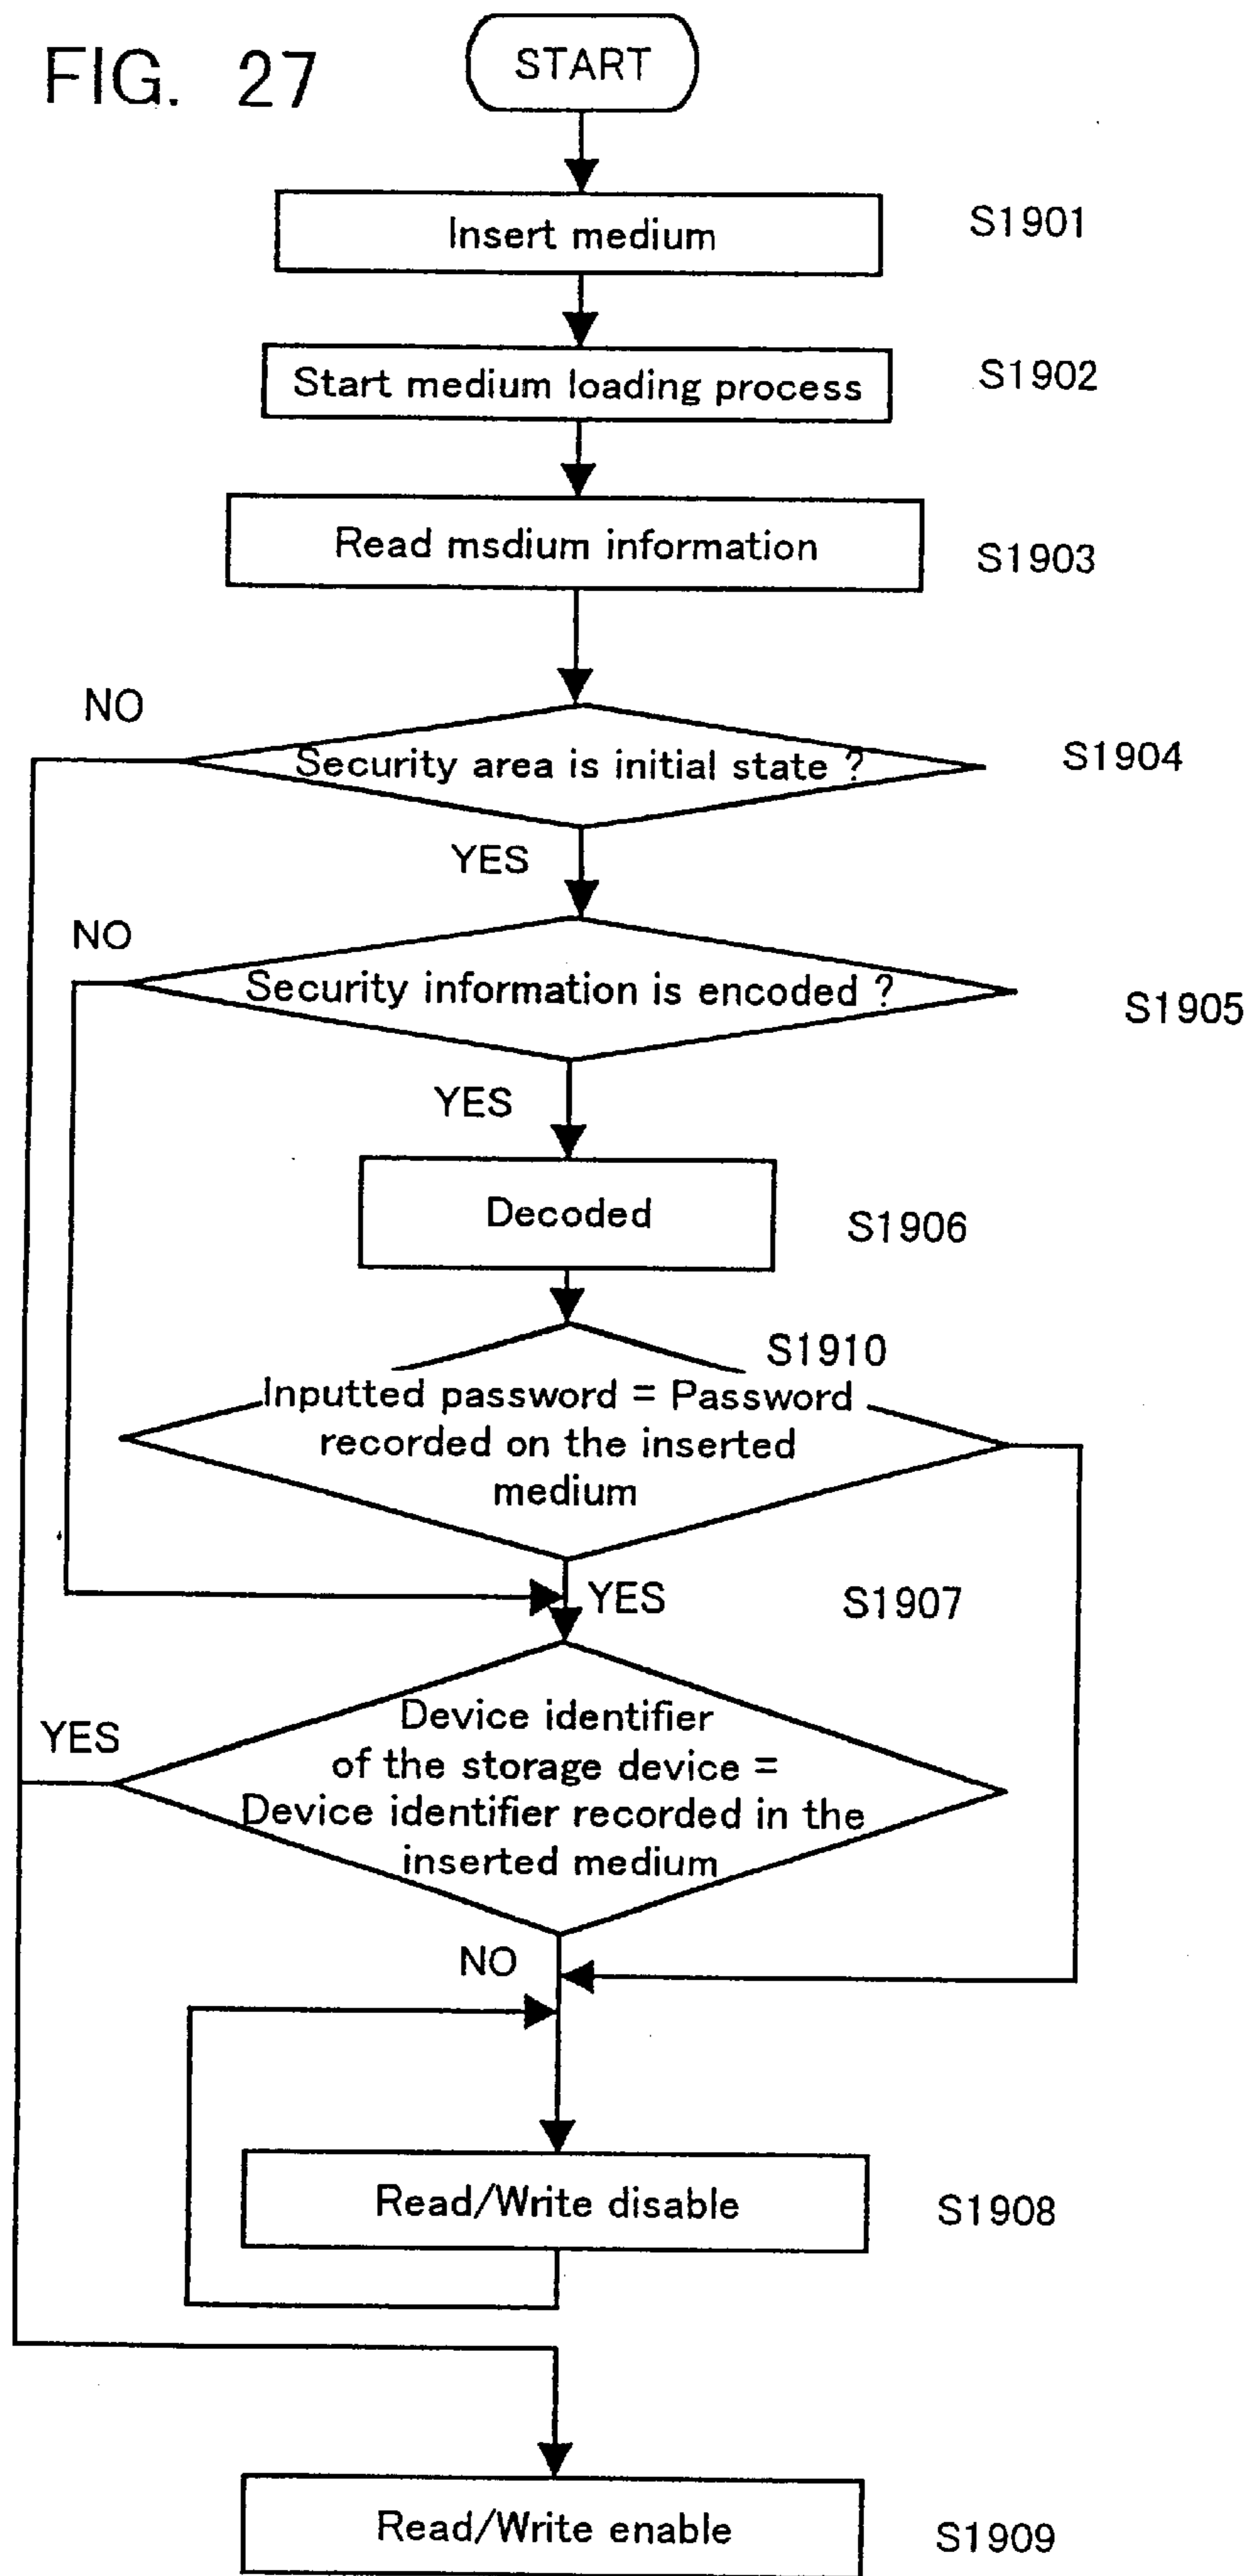 FIG. 27
START
Insert medium
S1901
Start medium loading process
S1902
Read msdium information
S1903
NO
Security area is initial state ?
S1904
YES
NO
Security information is encoded ?
S1905
YES
Decoded
S1906
S1910
Inputted password = Password
recorded on the inserted
medium
YES
S1907
YES
Device identifier
of the storage device =
Device identifier recorded in the
inserted medium
NO
Read/Write disable
S1908
Read/Write enable
S1909